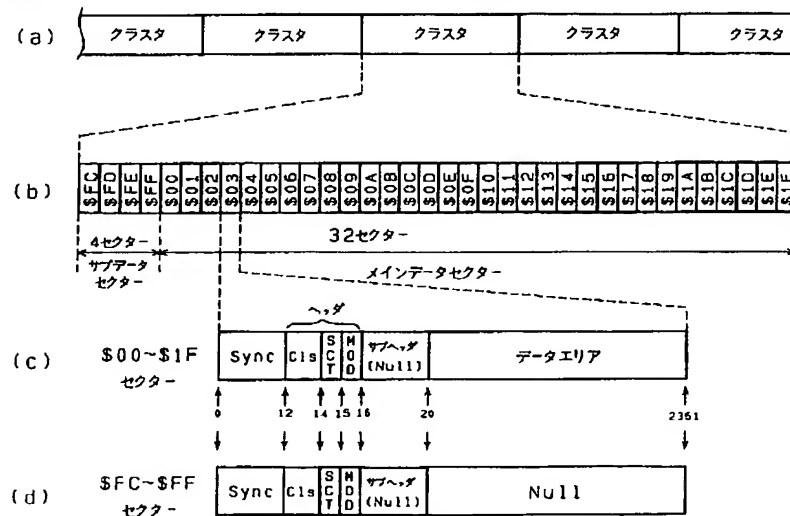 (a) クラスタ クラスタ クラスタ クラスタ クラスタ
(b) $FC $FD $FE $FF $00 $01 $02 $03 $04 $05 $06 $07 $08 $09 $0A $0B $0C $0D $0E $0F $10 $11 $12 $13 $14 $15 $16 $17 $18 $19 $1A $1B $1C $1D $1E $1F
4セクター 32セクター
サブデータ メインデータセクター
セクター
ヘッダ
(c) $00~$1F Sync Cls SCT MOD サブヘッダ データエリア
セクター (Null)
0 12 14 15 16 20 2351
(d) $FC~$FF Sync Cls SCT MOD サブヘッダ Null
セクター (Null)